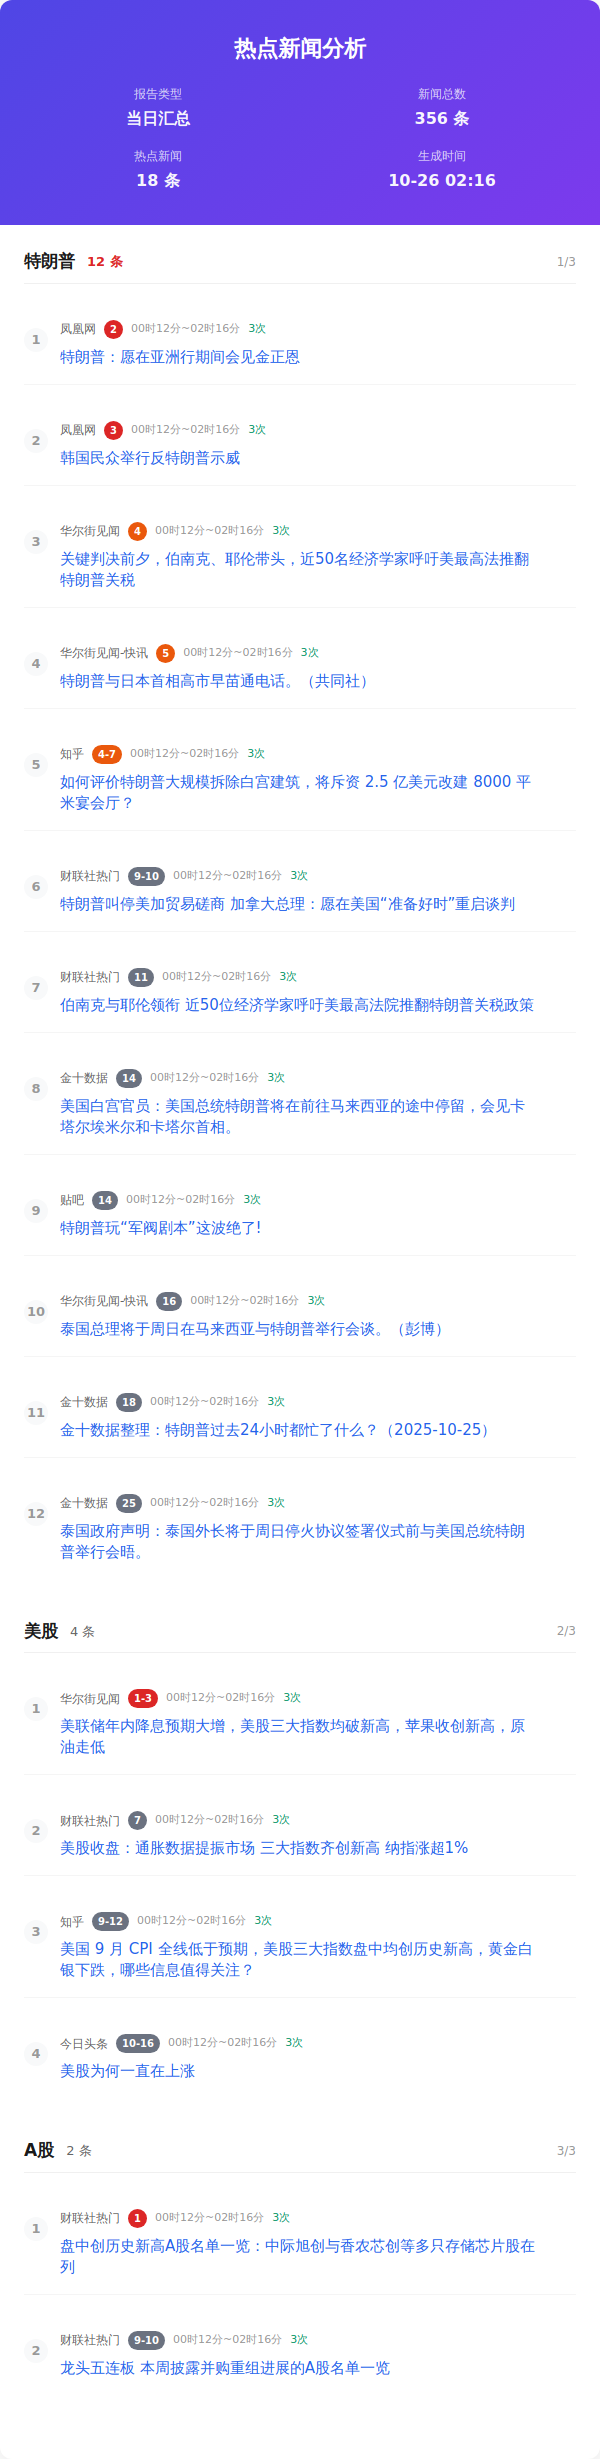 热点新闻分析
报告类型
当日汇总
新闻总数
356 条
热点新闻
18 条
生成时间
10-26 02:16
特朗普 12 条 1/3
1 凤凰网 2 00时12分~02时16分 3次
特朗普：愿在亚洲行期间会见金正恩
2 凤凰网 3 00时12分~02时16分 3次
韩国民众举行反特朗普示威
3 华尔街见闻 4 00时12分~02时16分 3次
关键判决前夕，伯南克、耶伦带头，近50名经济学家呼吁美最高法推翻
特朗普关税
4 华尔街见闻-快讯 5 00时12分~02时16分 3次
特朗普与日本首相高市早苗通电话。（共同社）
5 知乎 4-7 00时12分~02时16分 3次
如何评价特朗普大规模拆除白宫建筑，将斥资 2.5 亿美元改建 8000 平
米宴会厅？
6 财联社热门 9-10 00时12分~02时16分 3次
特朗普叫停美加贸易磋商 加拿大总理：愿在美国“准备好时”重启谈判
7 财联社热门 11 00时12分~02时16分 3次
伯南克与耶伦领衔 近50位经济学家呼吁美最高法院推翻特朗普关税政策
8 金十数据 14 00时12分~02时16分 3次
美国白宫官员：美国总统特朗普将在前往马来西亚的途中停留，会见卡
塔尔埃米尔和卡塔尔首相。
9 贴吧 14 00时12分~02时16分 3次
特朗普玩“军阀剧本”这波绝了!
10 华尔街见闻-快讯 16 00时12分~02时16分 3次
泰国总理将于周日在马来西亚与特朗普举行会谈。（彭博）
11 金十数据 18 00时12分~02时16分 3次
金十数据整理：特朗普过去24小时都忙了什么？（2025-10-25）
12 金十数据 25 00时12分~02时16分 3次
泰国政府声明：泰国外长将于周日停火协议签署仪式前与美国总统特朗
普举行会晤。
美股 4 条 2/3
1 华尔街见闻 1-3 00时12分~02时16分 3次
美联储年内降息预期大增，美股三大指数均破新高，苹果收创新高，原
油走低
2 财联社热门 7 00时12分~02时16分 3次
美股收盘：通胀数据提振市场 三大指数齐创新高 纳指涨超1%
3 知乎 9-12 00时12分~02时16分 3次
美国 9 月 CPI 全线低于预期，美股三大指数盘中均创历史新高，黄金白
银下跌，哪些信息值得关注？
4 今日头条 10-16 00时12分~02时16分 3次
美股为何一直在上涨
A股 2 条 3/3
1 财联社热门 1 00时12分~02时16分 3次
盘中创历史新高A股名单一览：中际旭创与香农芯创等多只存储芯片股在
列
2 财联社热门 9-10 00时12分~02时16分 3次
龙头五连板 本周披露并购重组进展的A股名单一览